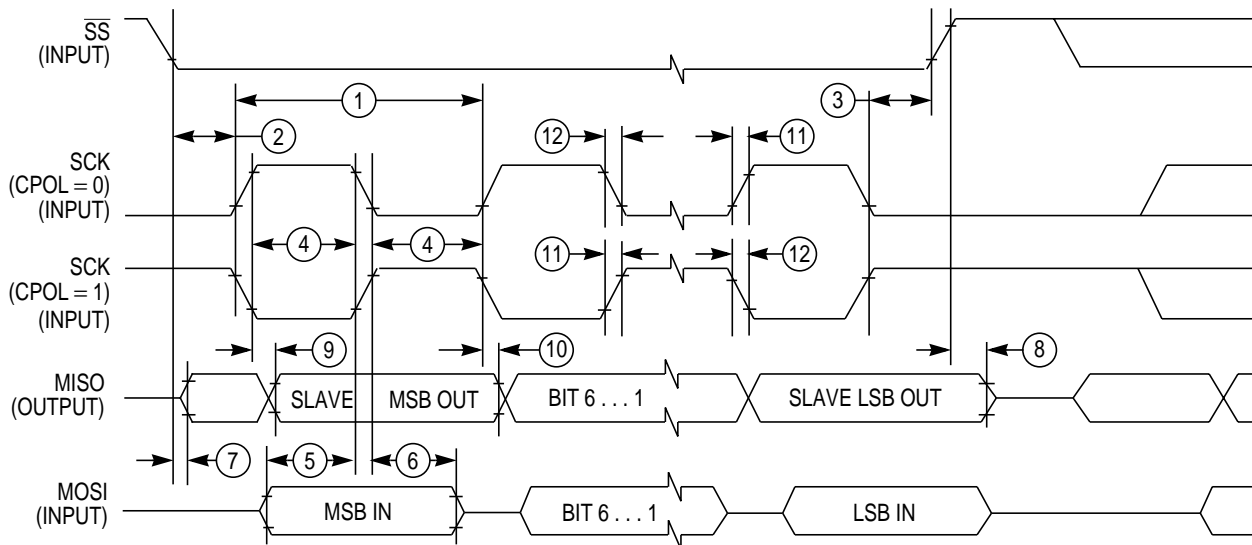 SS
(INPUT)
1
3
2
12
11
SCK
(CPOL = 0)
(INPUT)
4
4
11
12
SCK
(CPOL = 1)
(INPUT)
9
10
8
MISO
(OUTPUT)
SLAVE
MSB OUT
BIT 6 . . . 1
SLAVE LSB OUT
7
5
6
MOSI
(INPUT)
MSB IN
BIT 6 . . . 1
LSB IN